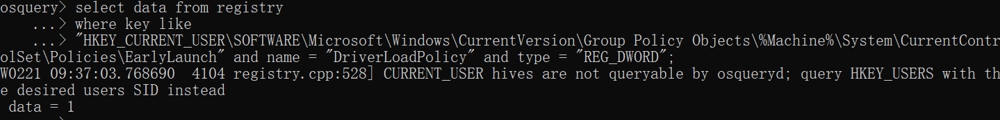 osquery> select data from registry
    ...> where key like
    ...> "HKEY_CURRENT_USER\SOFTWARE\Microsoft\Windows\CurrentVersion\Group Policy Objects\%Machine%\System\CurrentContr
olSet\Policies\EarlyLaunch" and name = "DriverLoadPolicy" and type = "REG_DWORD";
W0221 09:37:03.768690  4104 registry.cpp:528] CURRENT_USER hives are not queryable by osqueryd; query HKEY_USERS with th
e desired users SID instead
 data = 1